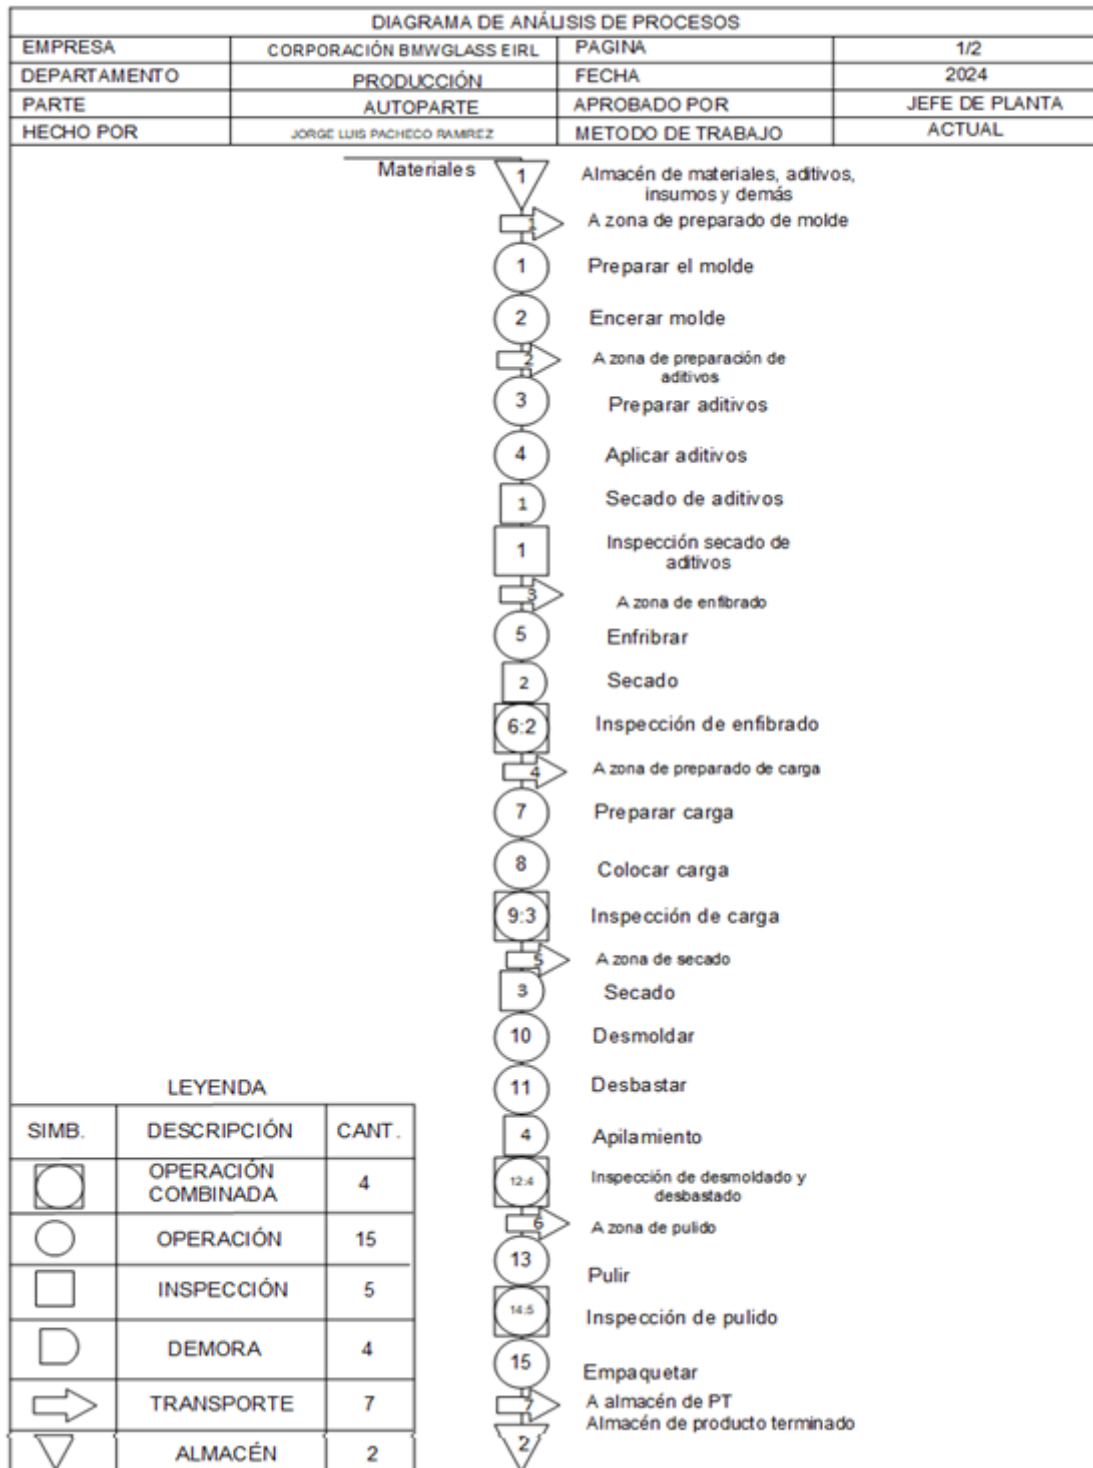 DIAGRAMA DE ANÁLISIS DE PROCESOS
EMPRESA CORPORACIÓN BMWGLASS EIRL PAGINA 1/2
DEPARTAMENTO PRODUCCIÓN FECHA 2024
PARTE AUTOPARTE APROBADO POR JEFE DE PLANTA
HECHO POR JORGE LUIS PACHECO RAMIREZ METODO DE TRABAJO ACTUAL
Materiales 1 Almacén de materiales, aditivos,
insumos y demás
1 A zona de preparado de molde
1 Preparar el molde
2 Encerar molde
2 A zona de preparación de
aditivos
3 Preparar aditivos
4 Aplicar aditivos
1 Secado de aditivos
1 Inspección secado de
aditivos
3 A zona de enfibrado
5 Enfribrar
2 Secado
6:2 Inspección de enfibrado
4 A zona de preparado de carga
7 Preparar carga
8 Colocar carga
9:3 Inspección de carga
5 A zona de secado
3 Secado
10 Desmoldar
11 Desbastar
4 Apilamiento
12:4 Inspección de desmoldado y
desbastado
6 A zona de pulido
13 Pulir
14:5 Inspección de pulido
15 Empaquetar
7 A almacén de PT
Almacén de producto terminado
2
LEYENDA
SIMB. DESCRIPCIÓN CANT.
OPERACIÓN
COMBINADA 4
OPERACIÓN 15
INSPECCIÓN 5
DEMORA 4
TRANSPORTE 7
ALMACÉN 2